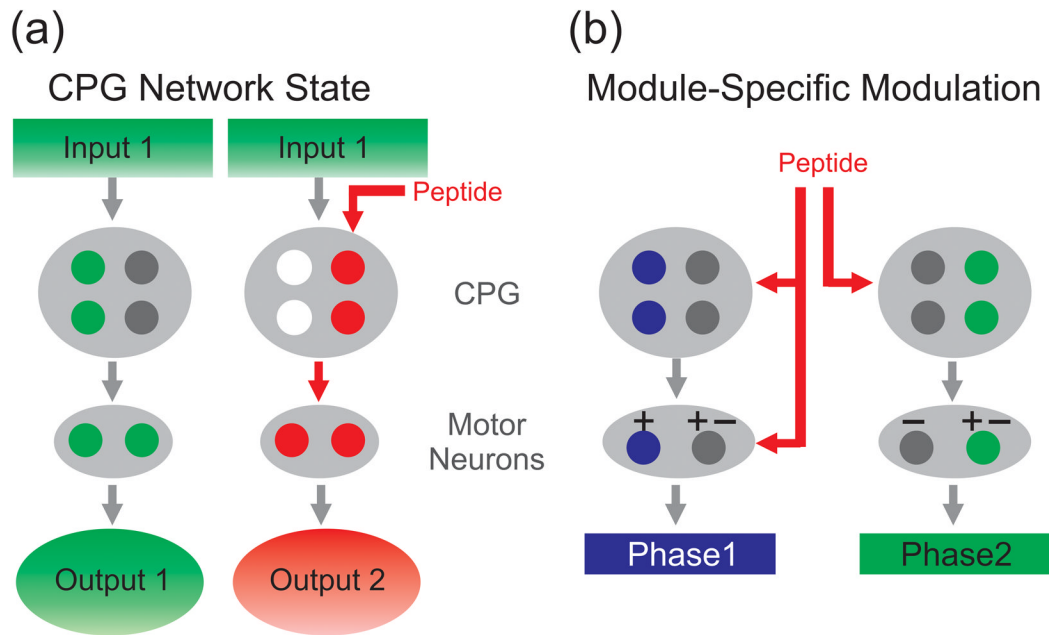 (a)
CPG Network State
Input 1
Input 1
Peptide
CPG
Motor
Neurons
Output 1
Output 2
(b)
Module-Specific Modulation
Peptide
+
+ −
−
+ −
Phase1
Phase2